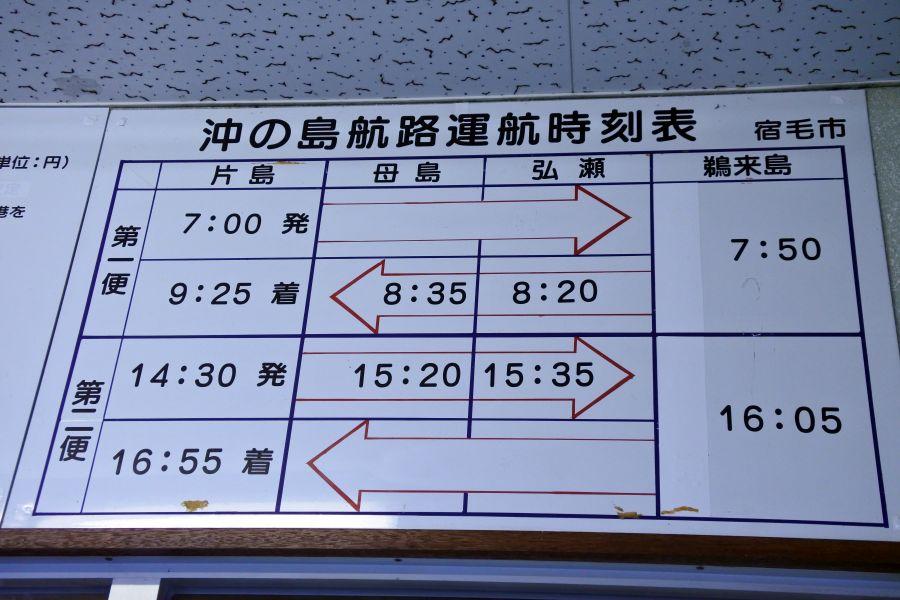 沖の島航路運航時刻表 宿毛市
片島 母島 弘瀬 鵜来島
第一便
7:00 発
7:50
9:25 着 8:35 8:20
第二便
14:30 発 15:20 15:35
16:05
16:55 着
単位：円)
港を